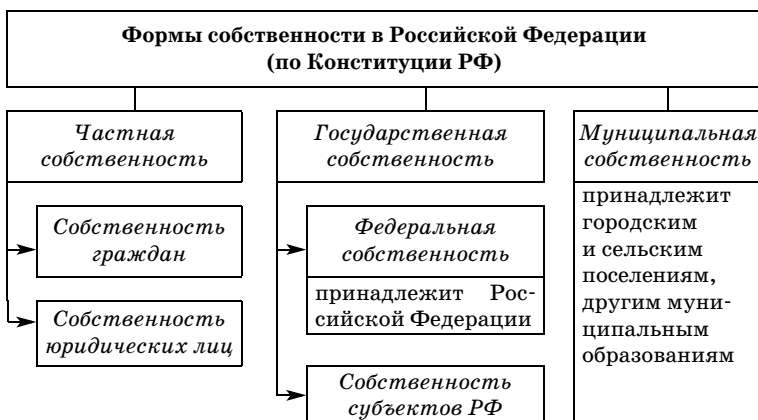 Формы собственности в Российской Федерации
(по Конституции РФ)
Частная
собственность
Собственность
граждан
Собственность
юридических лиц
Государственная
собственность
Федеральная
собственность
принадлежит Рос-
сийской Федерации
Собственность
субъектов РФ
Муниципальная
собственность
принадлежит
городским
и сельским
поселениям,
другим муни-
ципальным
образованиям